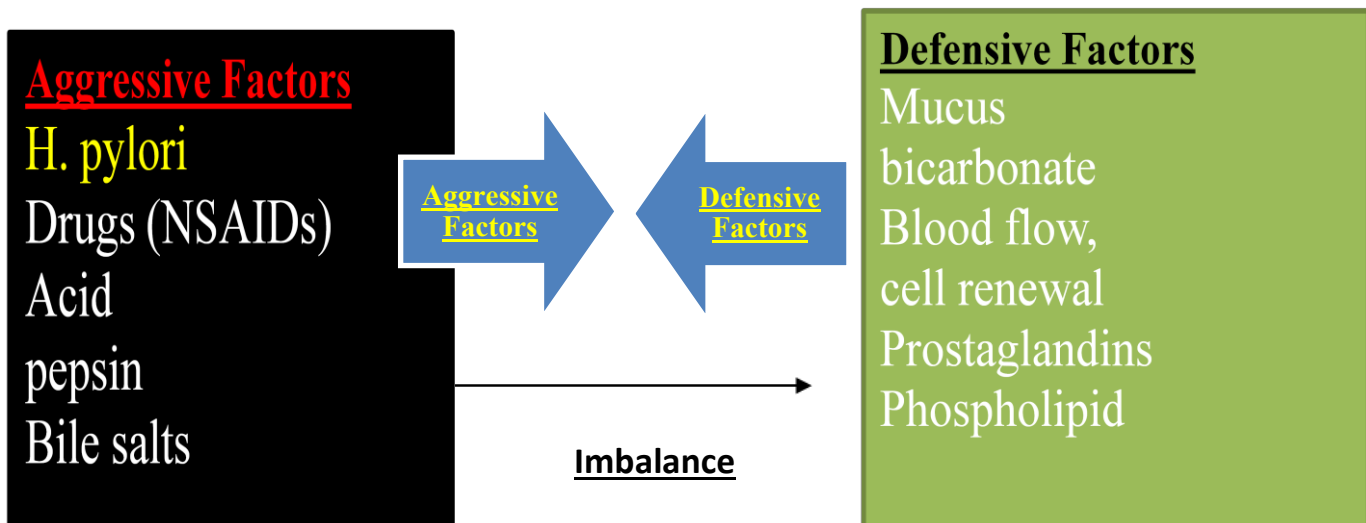 Aggressive Factors
H. pylori
Drugs (NSAIDs)
Acid
pepsin
Bile salts
Aggressive
Factors
Defensive
Factors
Imbalance
Defensive Factors
Mucus
bicarbonate
Blood flow,
cell renewal
Prostaglandins
Phospholipid